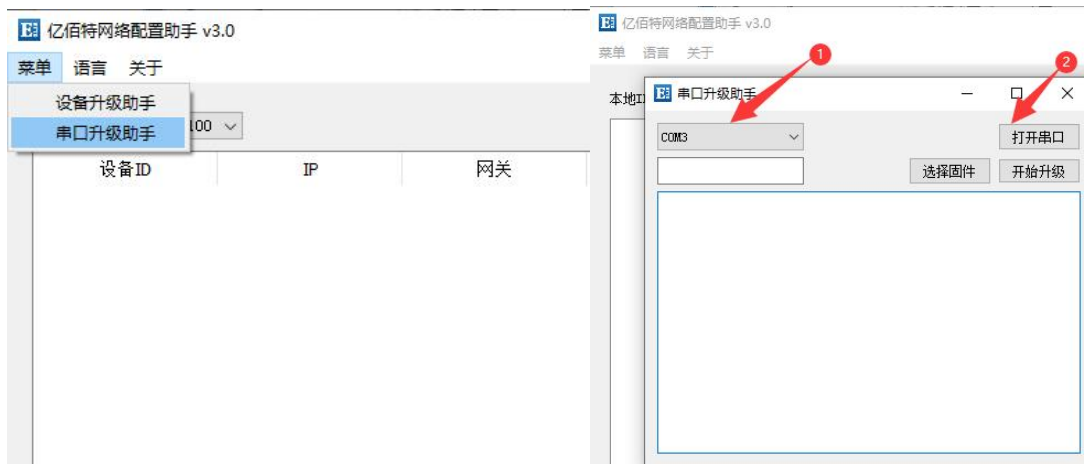 亿佰特网络配置助手 v3.0
菜单 语言 关于
设备升级助手
串口升级助手
100
设备ID IP 网关
亿佰特网络配置助手 v3.0
菜单 语言 关于
1
2
本地I
串口升级助手
COM3
打开串口
选择固件 开始升级